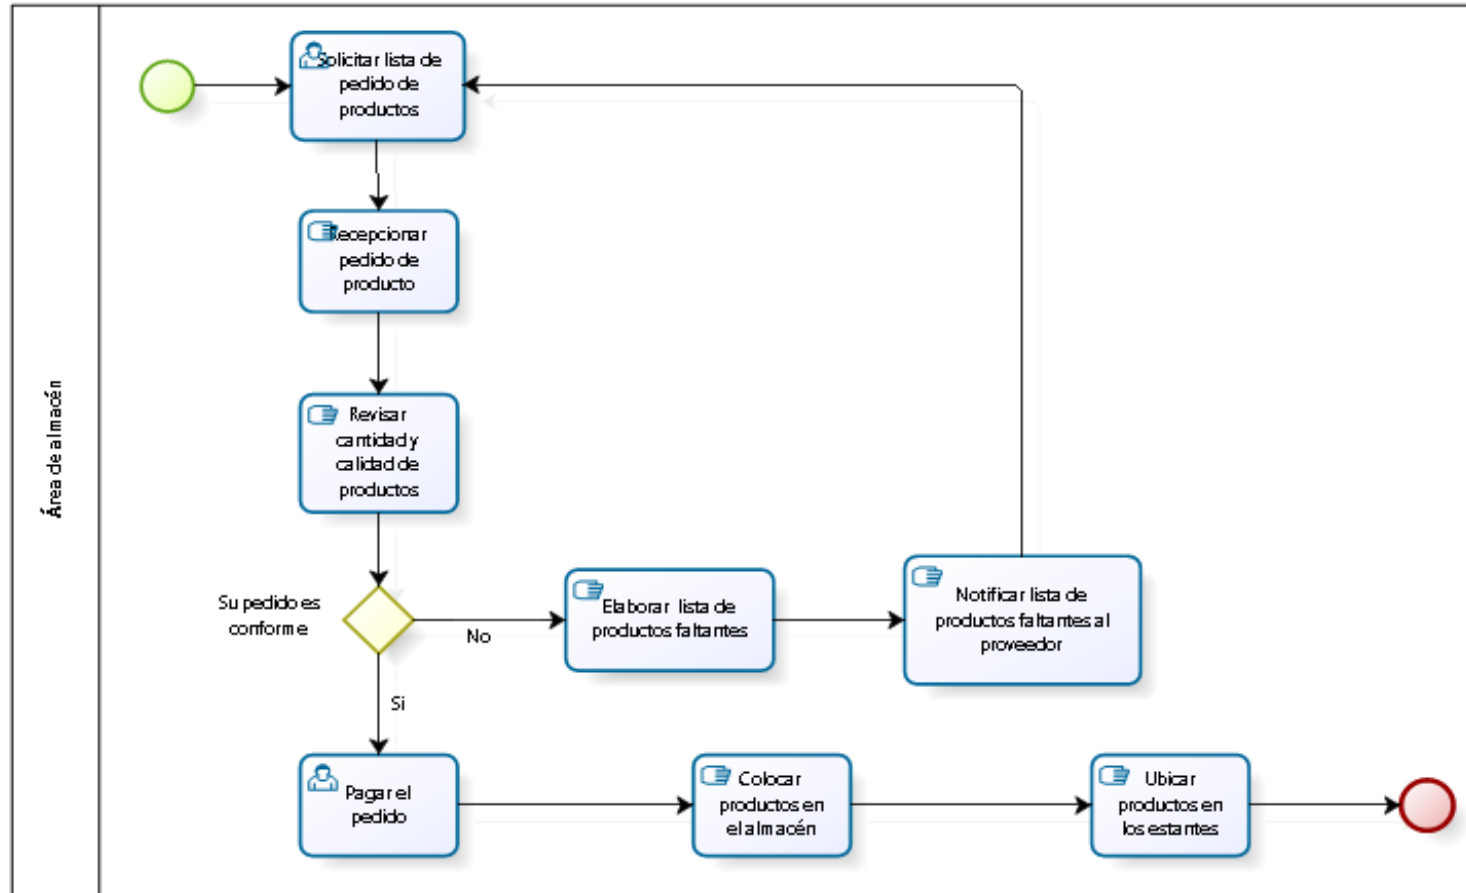 Área de almacén
Solicitar lista de
pedido de
productos
Recepcionar
pedido de
producto
Revisar
cantidad y
calidad de
productos
Su pedido es
conforme
No
Elaborar lista de
productos faltantes
Notificar lista de
productos faltantes al
proveedor
Si
Pagar el
pedido
Colocar
productos en
el almacén
Ubicar
productos en
los estantes